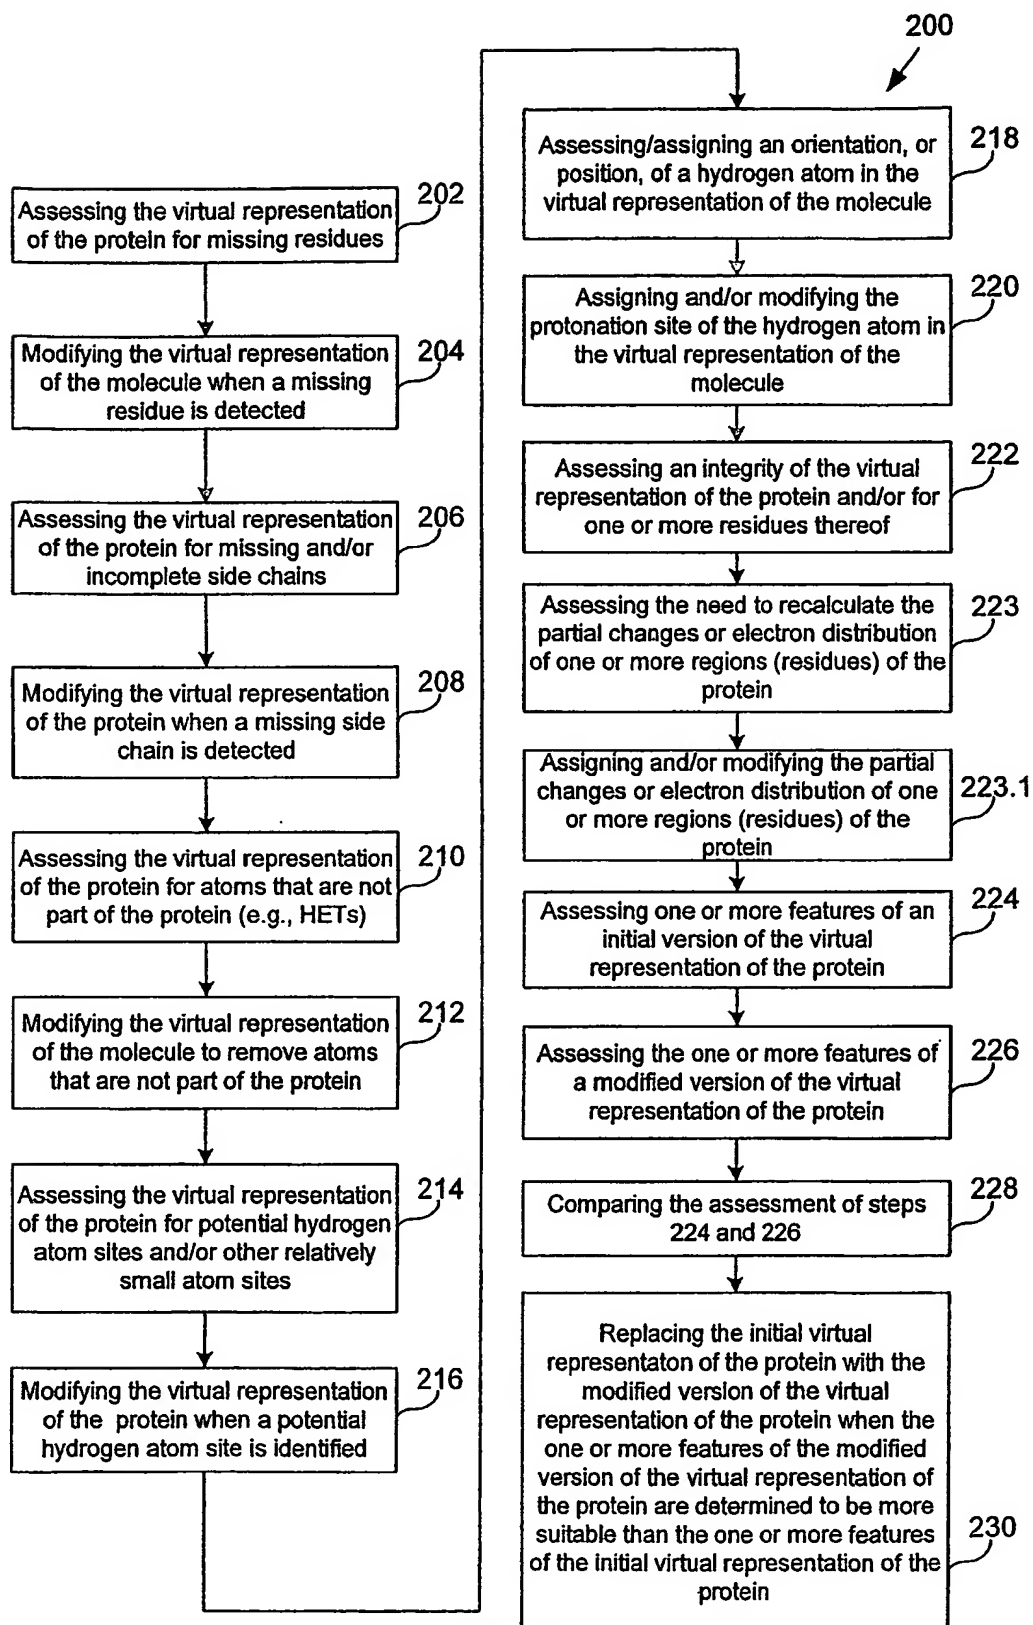 200
Assessing the virtual representation
of the protein for missing residues
202
Modifying the virtual representation
of the molecule when a missing
residue is detected
204
Assessing the virtual representation
of the protein for missing and/or
incomplete side chains
206
Modifying the virtual representation
of the protein when a missing side
chain is detected
208
Assessing the virtual representation
of the protein for atoms that are not
part of the protein (e.g., HETs)
210
Modifying the virtual representation
of the molecule to remove atoms
that are not part of the protein
212
Assessing the virtual representation
of the protein for potential hydrogen
atom sites and/or other relatively
small atom sites
214
Modifying the virtual representation
of the protein when a potential
hydrogen atom site is identified
216
Assessing/assigning an orientation, or
position, of a hydrogen atom in the
virtual representation of the molecule
218
Assigning and/or modifying the
protonation site of the hydrogen atom in
the virtual representation of the
molecule
220
Assessing an integrity of the virtual
representation of the protein and/or for
one or more residues thereof
222
Assessing the need to recalculate the
partial changes or electron distribution
of one or more regions (residues) of the
protein
223
Assigning and/or modifying the partial
changes or electron distribution of one
or more regions (residues) of the
protein
223.1
Assessing one or more features of an
initial version of the virtual
representation of the protein
224
Assessing the one or more features of
a modified version of the virtual
representation of the protein
226
Comparing the assessment of steps
224 and 226
228
Replacing the initial virtual
representaton of the protein with the
modified version of the virtual
representation of the protein when the
one or more features of the modified
version of the virtual representation of
the protein are determined to be more
suitable than the one or more features
of the initial virtual representation of the
protein
230